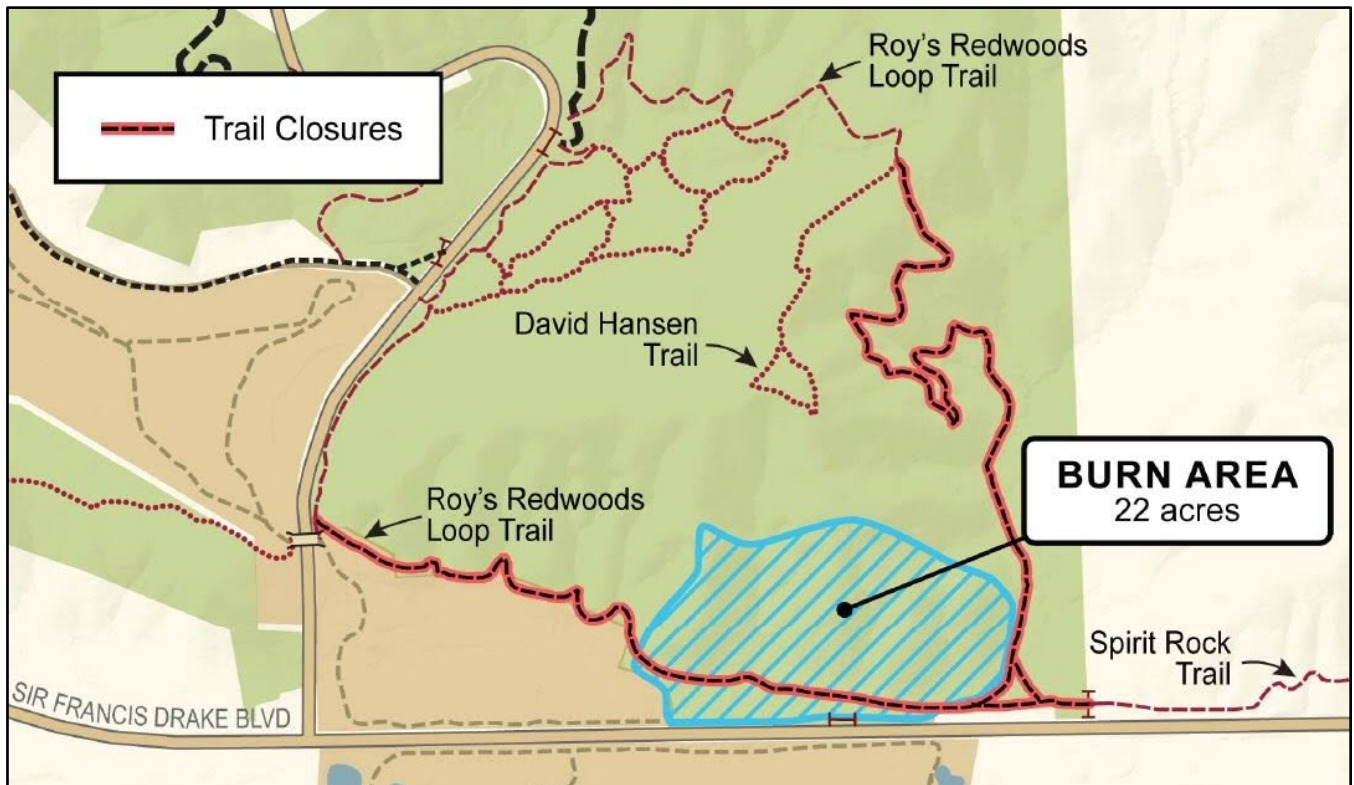 Roy's Redwoods
Loop Trail
Trail Closures
David Hansen
Trail
BURN AREA
22 acres
Roy's Redwoods
Loop Trail
Spirit Rock
Trail
SIR FRANCIS DRAKE BLVD